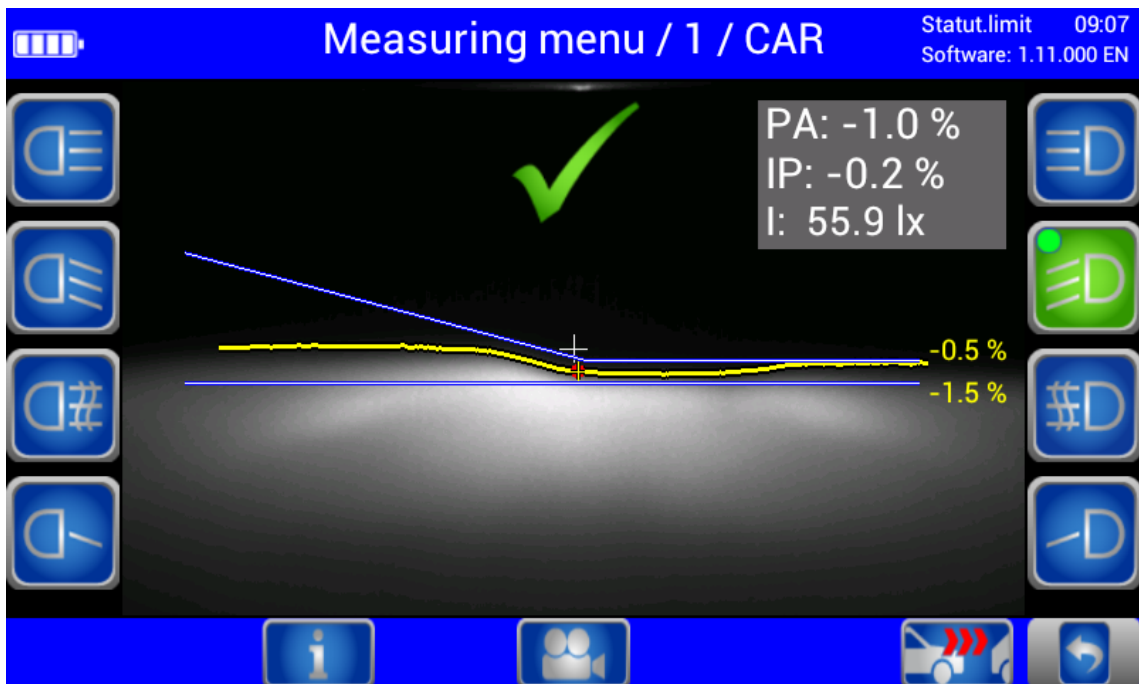 Measuring menu / 1 / CAR
Statut.limit 09:07
Software: 1.11.000 EN
PA: -1.0 %
IP: -0.2 %
I: 55.9 lx
-0.5 %
-1.5 %